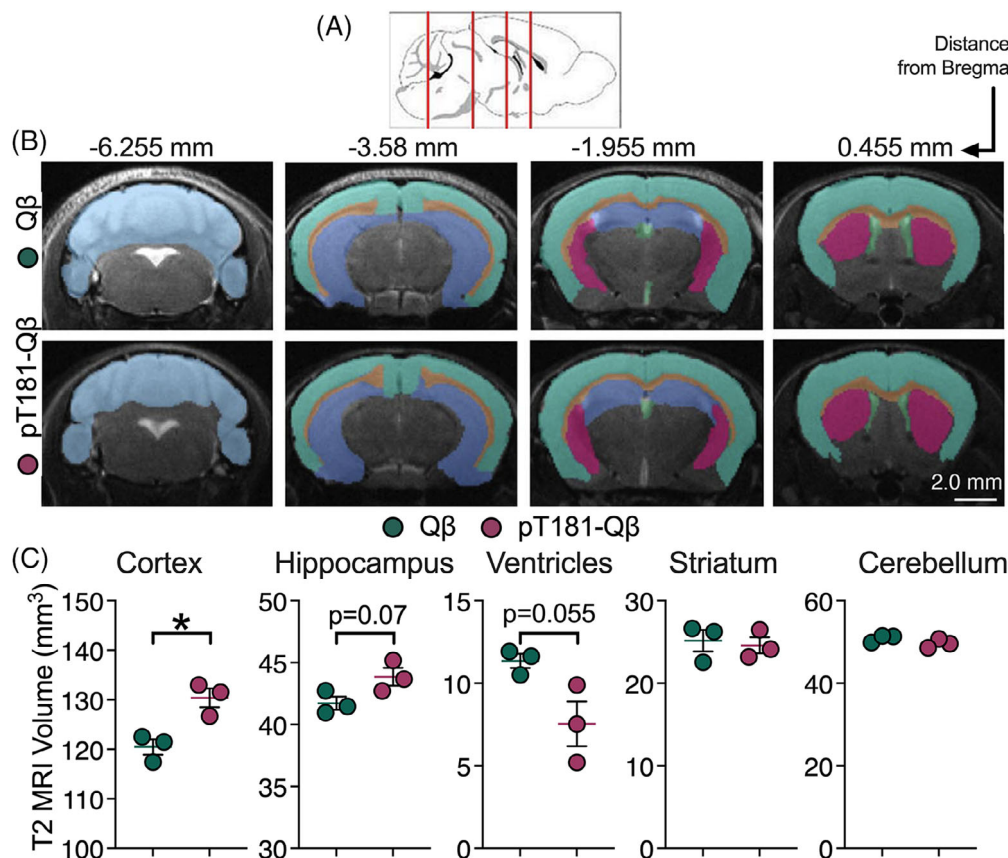 (A)
Distance
from Bregma
(B)
-6.255 mm
-3.58 mm
-1.955 mm
0.455 mm
Qβ
pT181-Qβ
2.0 mm
Qβ
pT181-Qβ
(C)
Cortex
Hippocampus
Ventricles
Striatum
Cerebellum
T2 MRI Volume (mm³)
150
140
130
120
110
100
*
50
45
40
35
30
p=0.07
15
10
5
0
p=0.055
30
20
10
0
60
40
20
0